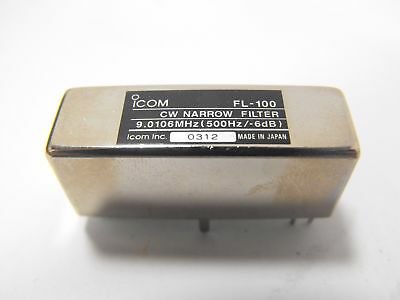 ICOM FL-100
CW NARROW FILTER
9.0106MHz(500Hz/-6dB)
Icom Inc. 0312 MADE IN JAPAN